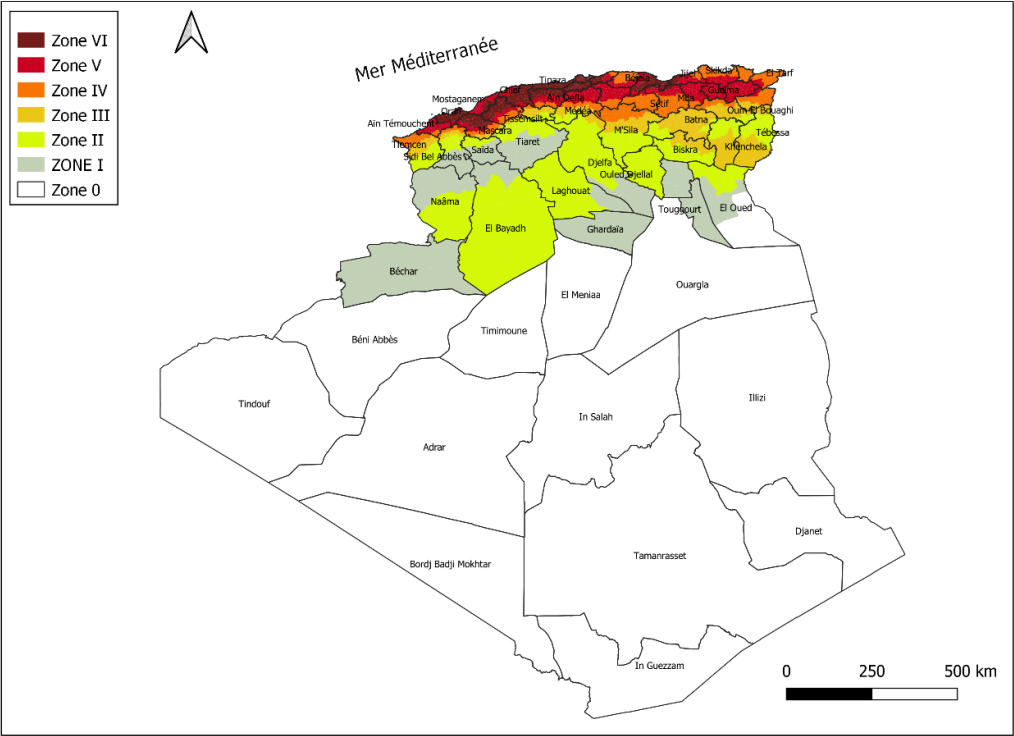 Zone VI
Zone V
Zone IV
Zone III
Zone II
ZONE I
Zone 0
Mer Méditerranée
Tipaza
Béjaïa
Jijel
Skikda
El Tarf
Chlef
Aïn Defla
Guelma
Mostaganem
Sétif
Mila
Oran
Médéa
Oum El Bouaghi
Aïn Témouchent
Tissemsilt
Batna
Mascara
M'Sila
Tébessa
Tlemcen
Tiaret
Khenchela
Saïda
Biskra
Sidi Bel Abbès
Djelfa
Ouled Djellal
Laghouat
Naâma
Touggourt
El Oued
El Bayadh
Ghardaïa
Béchar
Ouargla
El Meniaa
Timimoune
Béni Abbès
Illizi
Tindouf
In Salah
Adrar
Djanet
Tamanrasset
Bordj Badji Mokhtar
In Guezzam
0 250 500 km